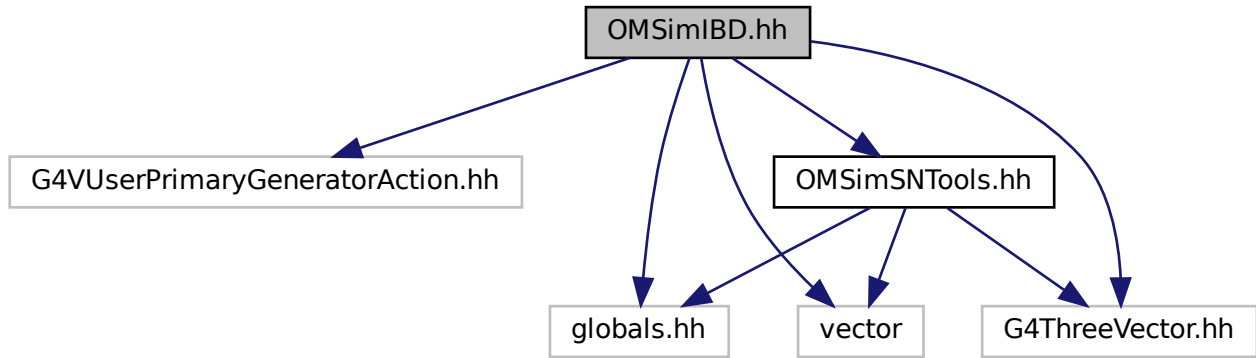 OMSimIBD.hh
G4VUserPrimaryGeneratorAction.hh
OMSimSNTools.hh
globals.hh
vector
G4ThreeVector.hh